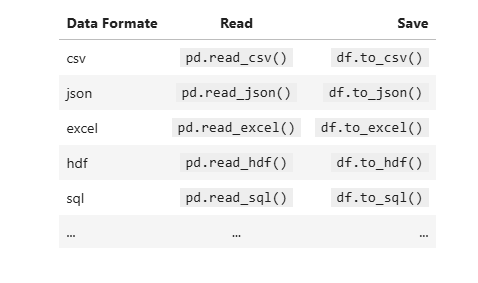 Data Formate Read Save
csv pd.read_csv() df.to_csv()
json pd.read_json() df.to_json()
excel pd.read_excel() df.to_excel()
hdf pd.read_hdf() df.to_hdf()
sql pd.read_sql() df.to_sql()
... ... ...